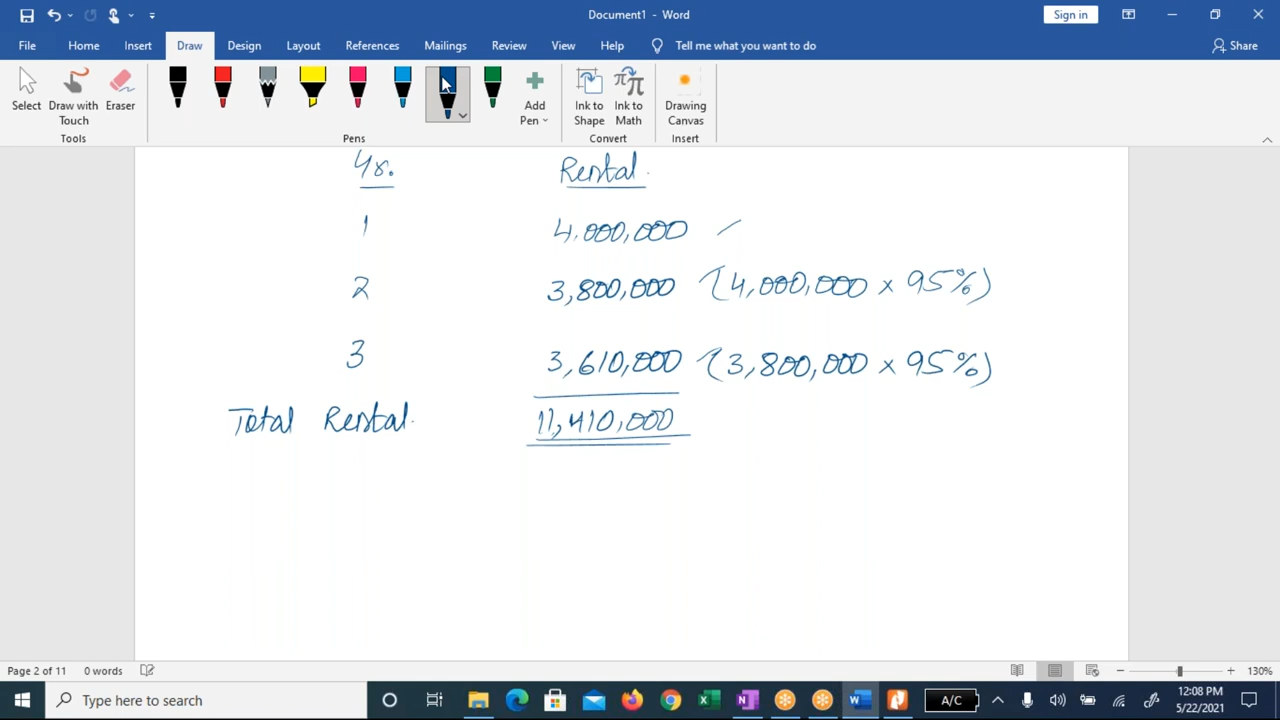 Document1 - Word
Sign in
File Home Insert Draw Design Layout References Mailings Review View Help Tell me what you want to do Share
Select
Draw with Touch
Eraser
Add Pen
Ink to Shape
Ink to Math
Drawing Canvas
Tools Pens Convert Insert
Yr. Rental.
1 4,000,000
2 3,800,000 (4,000,000 x 95%)
3 3,610,000 (3,800,000 x 95%)
Total Rental. 11,410,000
Page 2 of 11 0 words 130%
Type here to search A/C 12:08 PM
5/22/2021